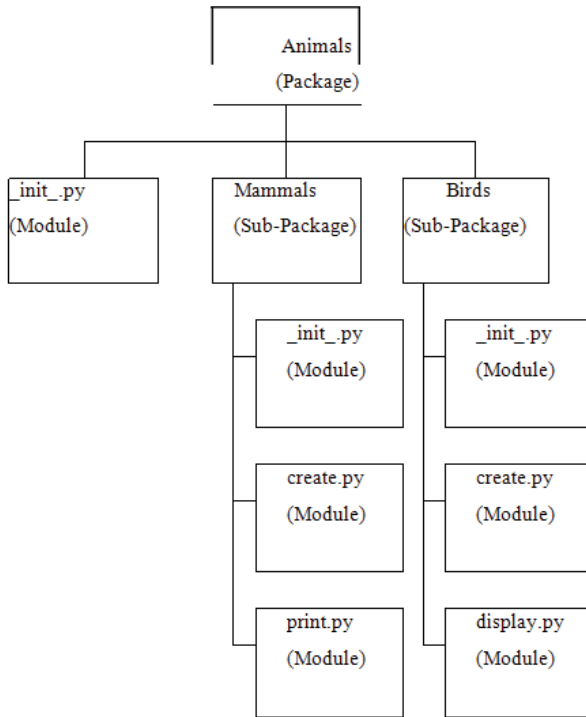 Animals
(Package)
_init_.py
(Module)
Mammals
(Sub-Package)
Birds
(Sub-Package)
_init_.py
(Module)
_init_.py
(Module)
create.py
(Module)
create.py
(Module)
print.py
(Module)
display.py
(Module)